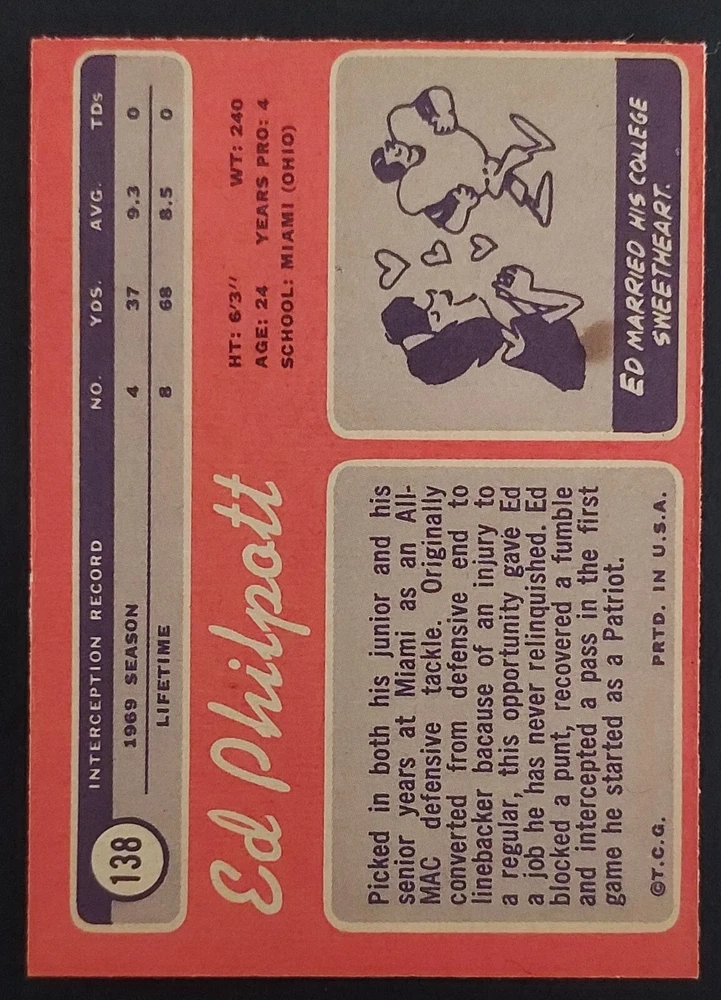 138
INTERCEPTION RECORD NO. YDS. AVG. TDs
1969 SEASON 4 37 9.3 0
LIFETIME 8 68 8.5 0
Ed Philpott
HT: 6'3" WT: 240
AGE: 24 YEARS PRO: 4
SCHOOL: MIAMI (OHIO)
Picked in both his junior and his
senior years at Miami as an All-
MAC defensive tackle. Originally
converted from defensive end to
linebacker bacause of an injury to
a regular, this opportunity gave Ed
a job he has never relinquished. Ed
blocked a punt, recovered a fumble
and intercepted a pass in the first
game he started as a Patriot.
©T.C.G. PRTD. IN U.S.A.
ED MARRIED HIS COLLEGE
SWEETHEART.